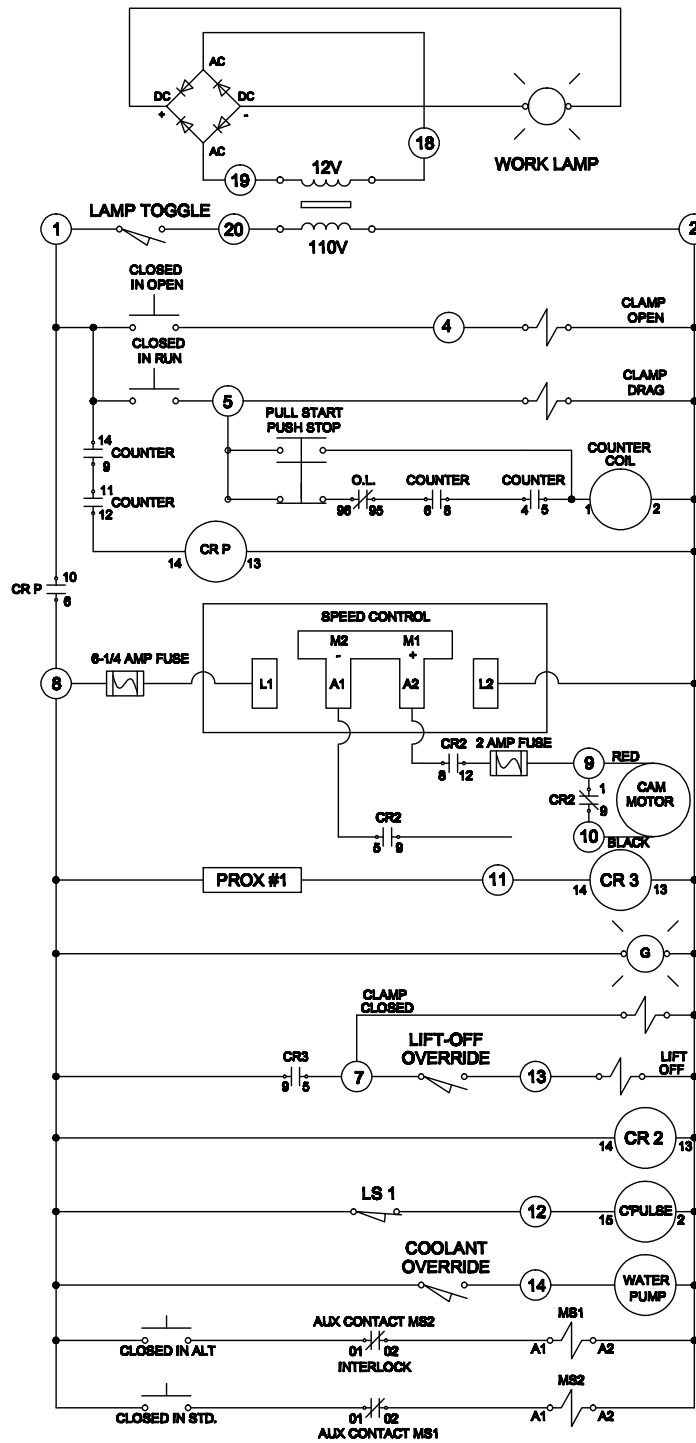 AC
DC
DC
+
-
AC
18
12V
19
WORK LAMP
LAMP TOGGLE
1
20
2
110V
CLOSED
IN OPEN
CLAMP
OPEN
4
CLOSED
IN RUN
CLAMP
DRAG
5
PULL START
PUSH STOP
14
COUNTER
9
COUNTER
COIL
O.L.
COUNTER
COUNTER
11
COUNTER
12
96
95
6
8
4
5
1
2
14
CR P
13
10
CR P
6
SPEED CONTROL
M2
M1
-
+
6-1/4 AMP FUSE
8
L1
A1
A2
L2
CR2
2 AMP FUSE
9
RED
8
12
1
CAM
MOTOR
CR2
9
CR2
10
BLACK
5
9
PROX #1
11
14
CR 3
13
G
CLAMP
CLOSED
LIFT-OFF
OVERRIDE
CR3
LIFT
OFF
9
5
7
13
14
CR 2
13
LS 1
12
15
C'PULSE
2
COOLANT
OVERRIDE
14
WATER
PUMP
AUX CONTACT MS2
MS1
CLOSED IN ALT
01
02
A1
A2
INTERLOCK
MS2
CLOSED IN STD.
01
02
A1
A2
AUX CONTACT MS1